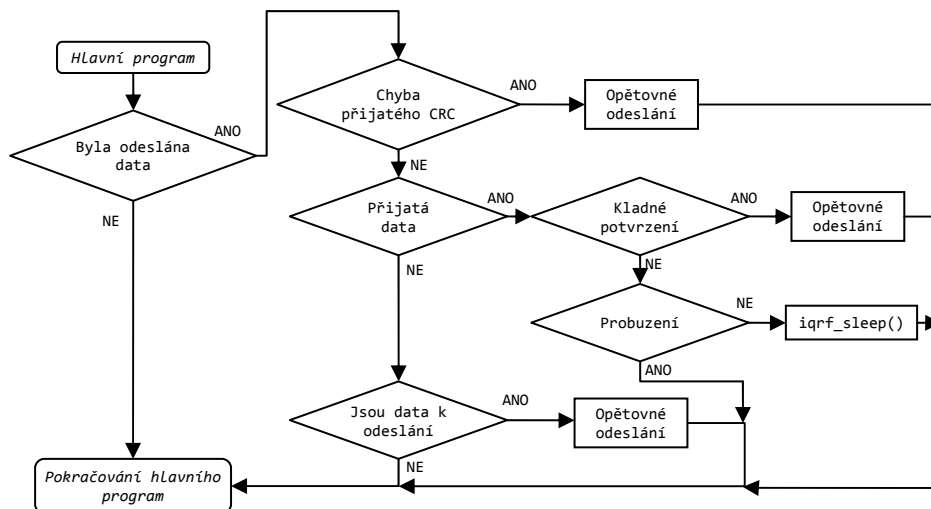 Hlavní program
ANO
Byla odeslána
data
NE
Chyba
přijatého CRC
ANO
Opětovné
odeslání
NE
Přijatá
data
ANO
Kladné
potvrzení
ANO
Opětovné
odeslání
NE
NE
Probuzení
NE
iqrf_sleep()
ANO
Jsou data k
odeslání
ANO
Opětovné
odeslání
NE
Pokračování hlavního
program